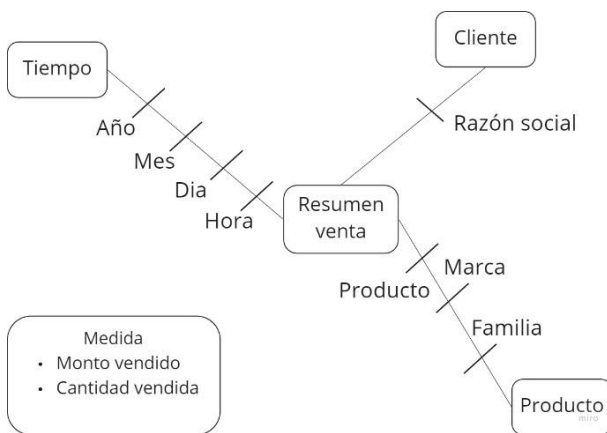 Cliente
Tiempo
Año
Razón social
Mes
Dia
Hora
Resumen
venta
Marca
Producto
Familia
Medida
• Monto vendido
• Cantidad vendida
Producto
miro